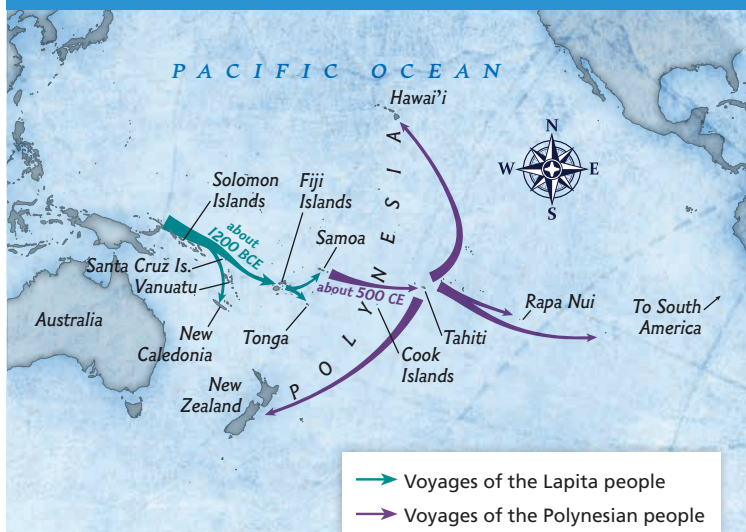 PACIFIC OCEAN
Hawai'i
N
W E
S
POLYNESIA
Solomon
Islands
Fiji
Islands
about
1200 BCE
Samoa
Santa Cruz Is.
Vanuatu
about 500 CE
Rapa Nui
To South
America
Australia
New
Caledonia
Tonga
Tahiti
Cook
Islands
New
Zealand
Voyages of the Lapita people
Voyages of the Polynesian people